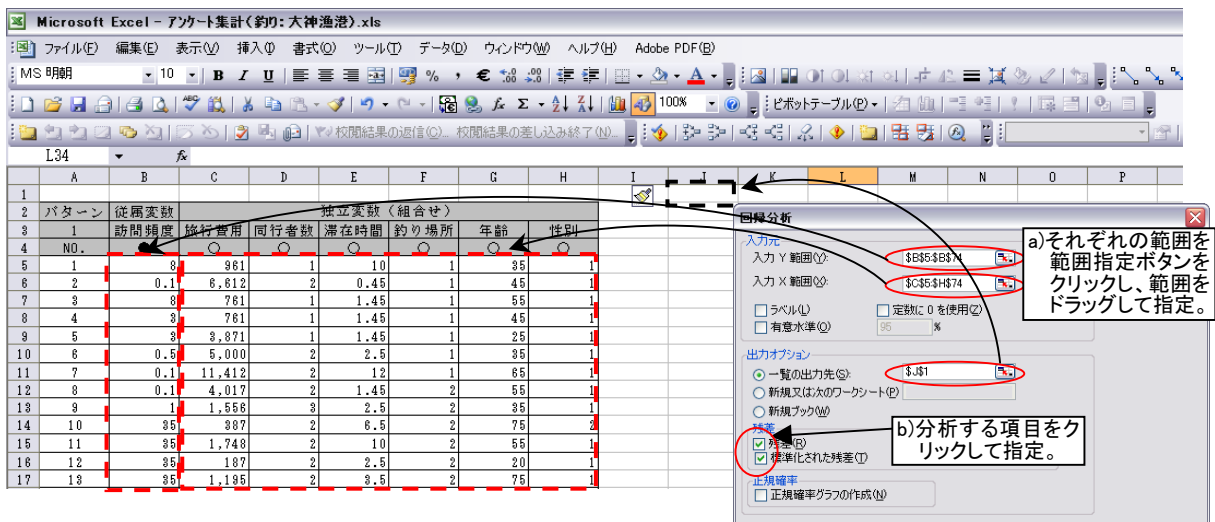 Microsoft Excel - アンケート集計(釣り:大神漁港).xls
ファイル(F) 編集(E) 表示(V) 挿入(I) 書式(O) ツール(T) データ(D) ウィンドウ(W) ヘルプ(H) Adobe PDF(B)
MS 明朝 10 B I U % ,
100% ピボットテーブル(P)
校閲結果の返信(C)... 校閲結果の差し込み終了(N)...
L34 fx
A B C D E F G H I J K L M N O P
1
2 パターン 従属変数 独立変数(組合せ)
3 1 訪問頻度 旅行費用 同行者数 滞在時間 釣り場所 年齢 性別
4 NO. ● ○ ○ ○ ○ ○ ○
5 1 8 961 1 10 1 35 1
6 2 0.1 6,612 2 0.45 1 45 1
7 3 8 761 1 1.45 1 55 1
8 4 3 761 1 1.45 1 45 1
9 5 3 3,871 1 1.45 1 25 1
10 6 0.5 5,000 2 2.5 1 35 1
11 7 0.1 11,412 2 12 1 65 1
12 8 0.1 4,017 2 1.45 2 55 1
13 9 1 1,556 3 2.5 2 35 1
14 10 35 387 2 6.5 2 75 2
15 11 35 1,748 2 10 2 55 1
16 12 35 187 2 2.5 2 20 1
17 13 35 1,195 2 3.5 2 75 1
回帰分析
入力元
入力 Y 範囲(Y): $B$5:$B$74
入力 X 範囲(X): $C$5:$H$74
ラベル(L) 定数に 0 を使用(Z)
有意水準(O) 95 %
出力オプション
一覧の出力先(S): $J$1
新規又は次のワークシート(P)
新規ブック(W)
残差
残差(R)
標準化された残差(T)
正規確率
正規確率グラフの作成(N)
a)それぞれの範囲を
範囲指定ボタンを
クリックし、範囲を
ドラッグして指定。
b)分析する項目をク
リックして指定。